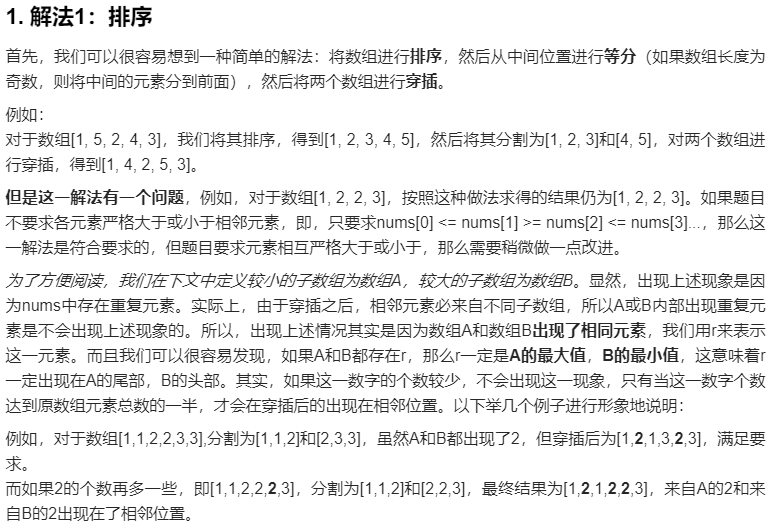 1. 解法1：排序
首先，我们可以很容易想到一种简单的解法：将数组进行排序，然后从中间位置进行等分（如果数组长度为
奇数，则将中间的元素分到前面），然后将两个数组进行穿插。
例如：
对于数组[1, 5, 2, 4, 3]，我们将其排序，得到[1, 2, 3, 4, 5]，然后将其分割为[1, 2, 3]和[4, 5]，对两个数组进
行穿插，得到[1, 4, 2, 5, 3]。
但是这一解法有一个问题，例如，对于数组[1, 2, 2, 3]，按照这种做法求得的结果仍为[1, 2, 2, 3]。如果题目
不要求各元素严格大于或小于相邻元素，即，只要求nums[0] <= nums[1] >= nums[2] <= nums[3]...，那么这
一解法是符合要求的，但题目要求元素相互严格大于或小于，那么需要稍微做一点改进。
为了方便阅读，我们在下文中定义较小的子数组为数组A，较大的子数组为数组B。显然，出现上述现象是因
为nums中存在重复元素。实际上，由于穿插之后，相邻元素必来自不同子数组，所以A或B内部出现重复元
素是不会出现上述现象的。所以，出现上述情况其实是因为数组A和数组B出现了相同元素，我们用r来表示
这一元素。而且我们可以很容易发现，如果A和B都存在r，那么r一定是A的最大值，B的最小值，这意味着r
一定出现在A的尾部，B的头部。其实，如果这一数字的个数较少，不会出现这一现象，只有当这一数字个数
达到原数组元素总数的一半，才会在穿插后的出现在相邻位置。以下举几个例子进行形象地说明：
例如，对于数组[1,1,2,2,3,3],分割为[1,1,2]和[2,3,3]，虽然A和B都出现了2，但穿插后为[1,2,1,3,2,3]，满足要
求。
而如果2的个数再多一些，即[1,1,2,2,2,3]，分割为[1,1,2]和[2,2,3]，最终结果为[1,2,1,2,2,3]，来自A的2和来
自B的2出现在了相邻位置。